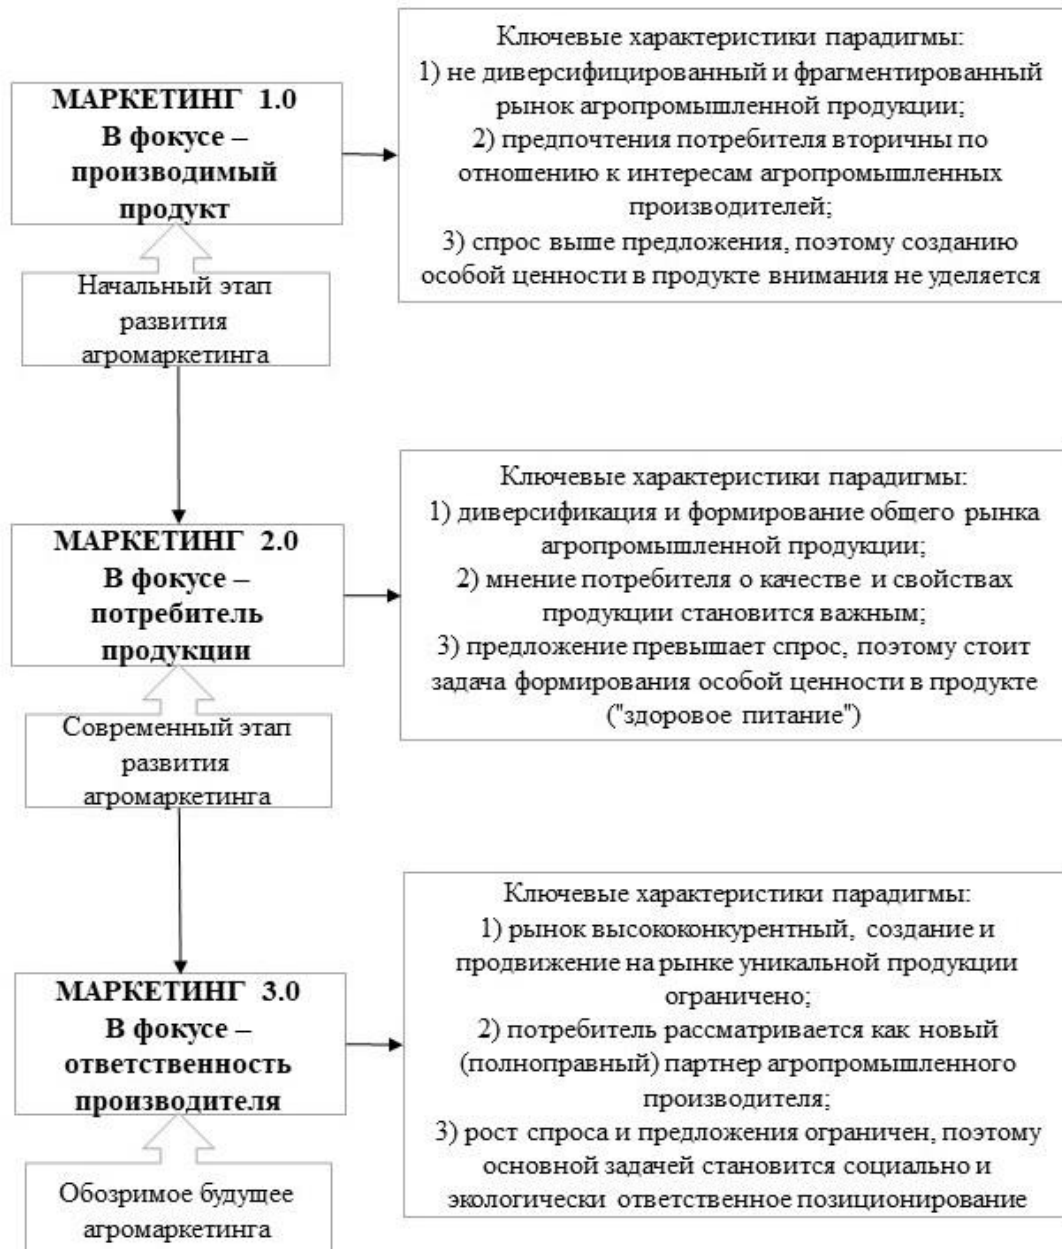 МАРКЕТИНГ 1.0
В фокусе –
производимый
продукт
Ключевые характеристики парадигмы:
1) не диверсифицированный и фрагментированный
рынок агропромышленной продукции;
2) предпочтения потребителя вторичны по
отношению к интересам агропромышленных
производителей;
3) спрос выше предложения, поэтому созданию
особой ценности в продукте внимания не уделяется
Начальный этап
развития
агромаркетинга
МАРКЕТИНГ 2.0
В фокусе –
потребитель
продукции
Ключевые характеристики парадигмы:
1) диверсификация и формирование общего рынка
агропромышленной продукции;
2) мнение потребителя о качестве и свойствах
продукции становится важным;
3) предложение превышает спрос, поэтому стоит
задача формирования особой ценности в продукте
("здоровое питание")
Современный этап
развития
агромаркетинга
МАРКЕТИНГ 3.0
В фокусе –
ответственность
производителя
Ключевые характеристики парадигмы:
1) рынок высококонкурентный, создание и
продвижение на рынке уникальной продукции
ограничено;
2) потребитель рассматривается как новый
(полноправный) партнер агропромышленного
производителя;
3) рост спроса и предложения ограничен, поэтому
основной задачей становится социально и
экологически ответственное позиционирование
Обозримое будущее
агромаркетинга